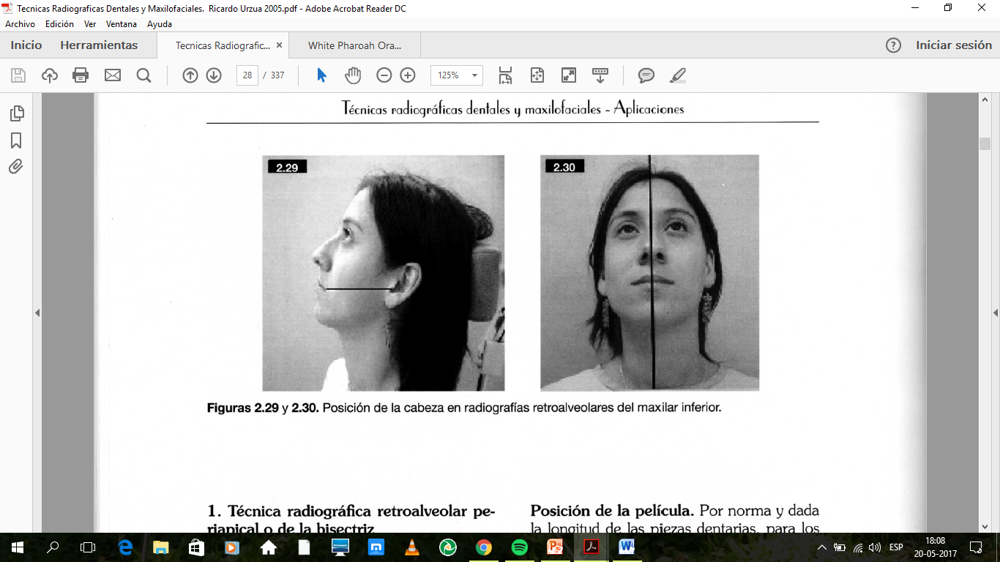 Tecnicas Radiograficas Dentales y Maxilofaciales.  Ricardo Urzua 2005.pdf - Adobe Acrobat Reader DC
Archivo Edición Ver Ventana Ayuda
Inicio Herramientas Tecnicas Radiografic... White Pharoah Ora... Iniciar sesión
28 / 337 125%
Técnicas radiográficas dentales y maxilofaciales - Aplicaciones
2.29 2.30
Figuras 2.29 y 2.30. Posición de la cabeza en radiografías retroalveolares del maxilar inferior.
1. Técnica radiográfica retroalveolar pe-
riapical o de la bisectriz
Posición de la película. Por norma y dada
la longitud de las piezas dentarias, para los
ESP 18:08
20-05-2017